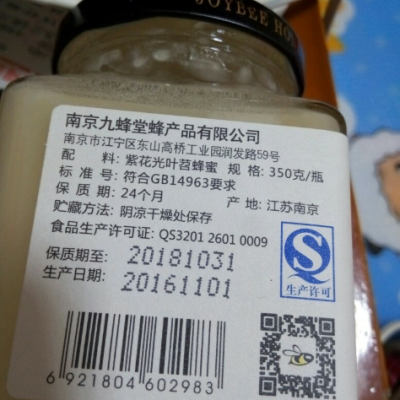 JOYBEE HO
南京九蜂堂蜂产品有限公司
南京市江宁区东山高桥工业园润发路59号
配 料: 紫花光叶苕蜂蜜 规 格: 350克/瓶
标 准 号: 符合GB14963要求
保 质 期: 24个月 产 地: 江苏南京
贮藏方法: 阴凉干燥处保存
食品生产许可证: QS3201 2601 0009
保质期至: 20181031
生产日期: 20161101
生产许可
6 921804 602983